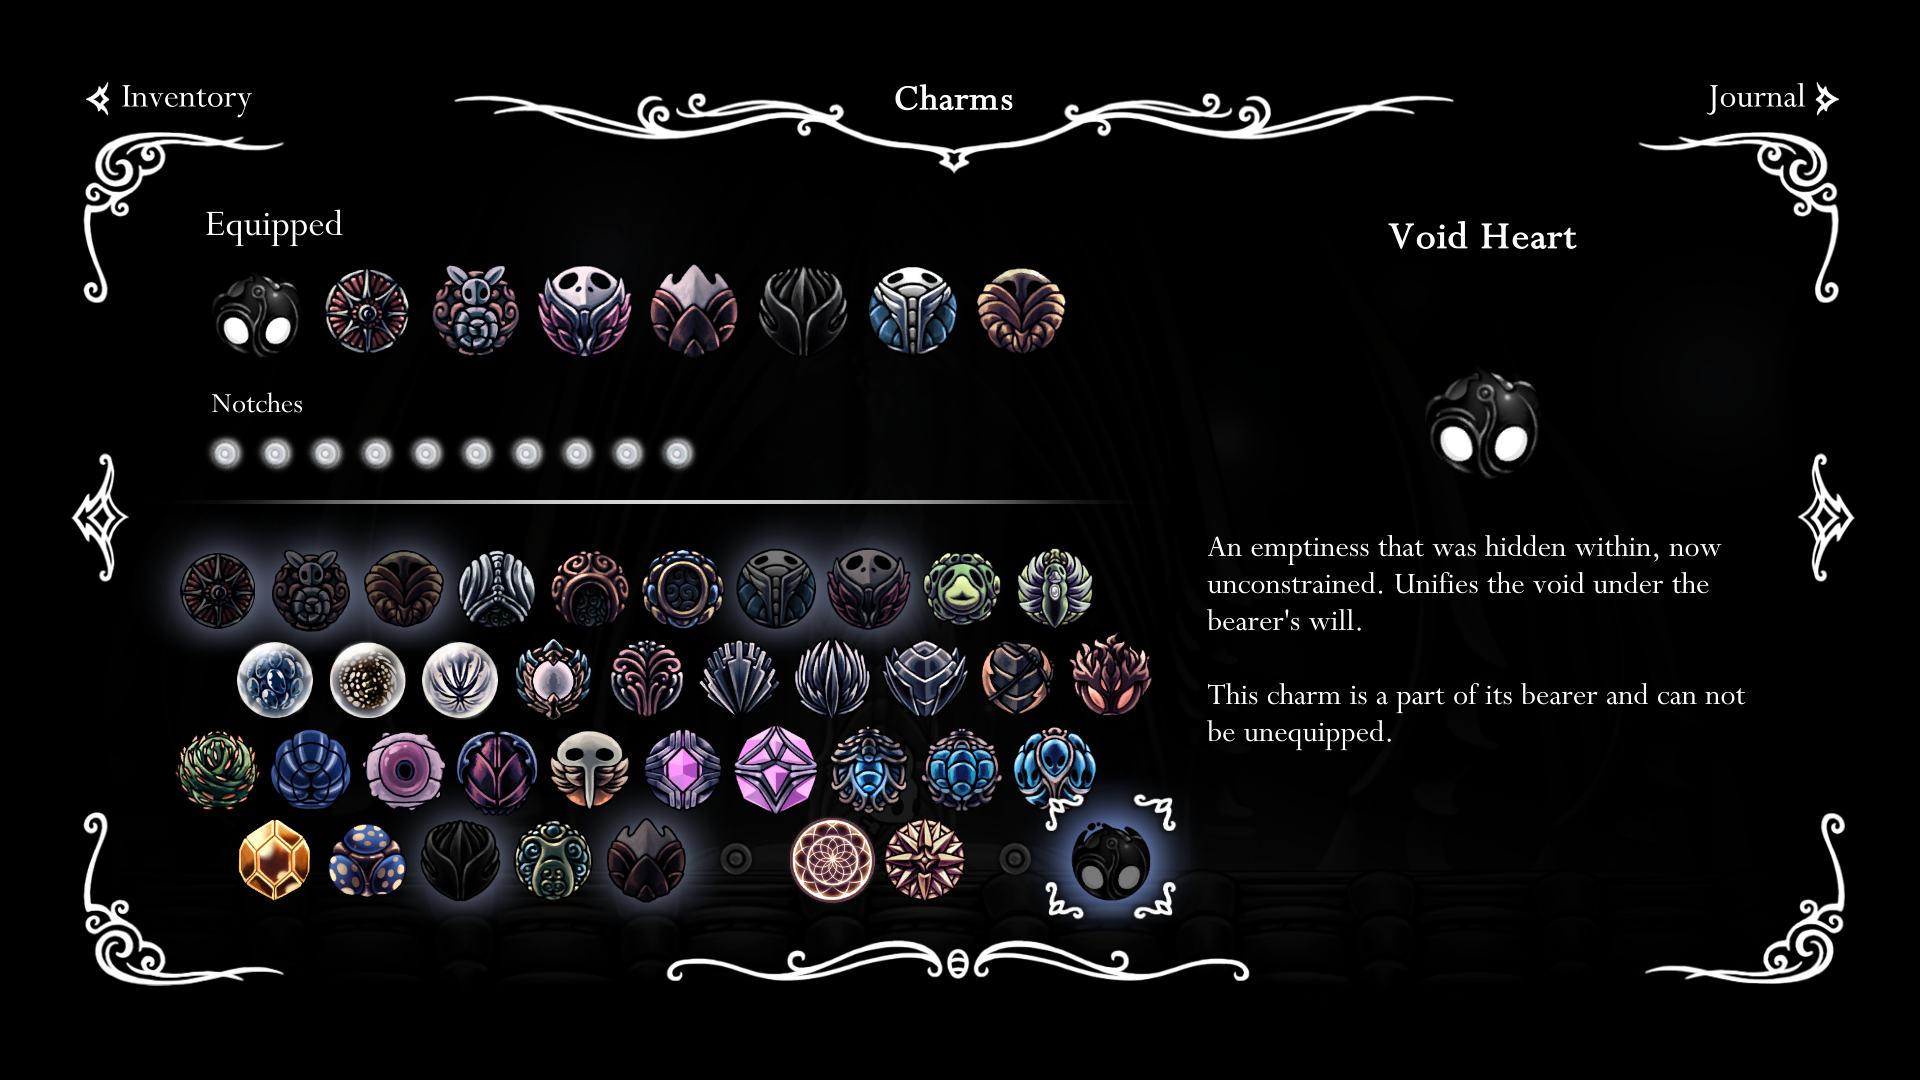 Inventory
Charms
Journal
Equipped
Void Heart
Notches
An emptiness that was hidden within, now
unconstrained. Unifies the void under the
bearer's will.
This charm is a part of its bearer and can not
be unequipped.